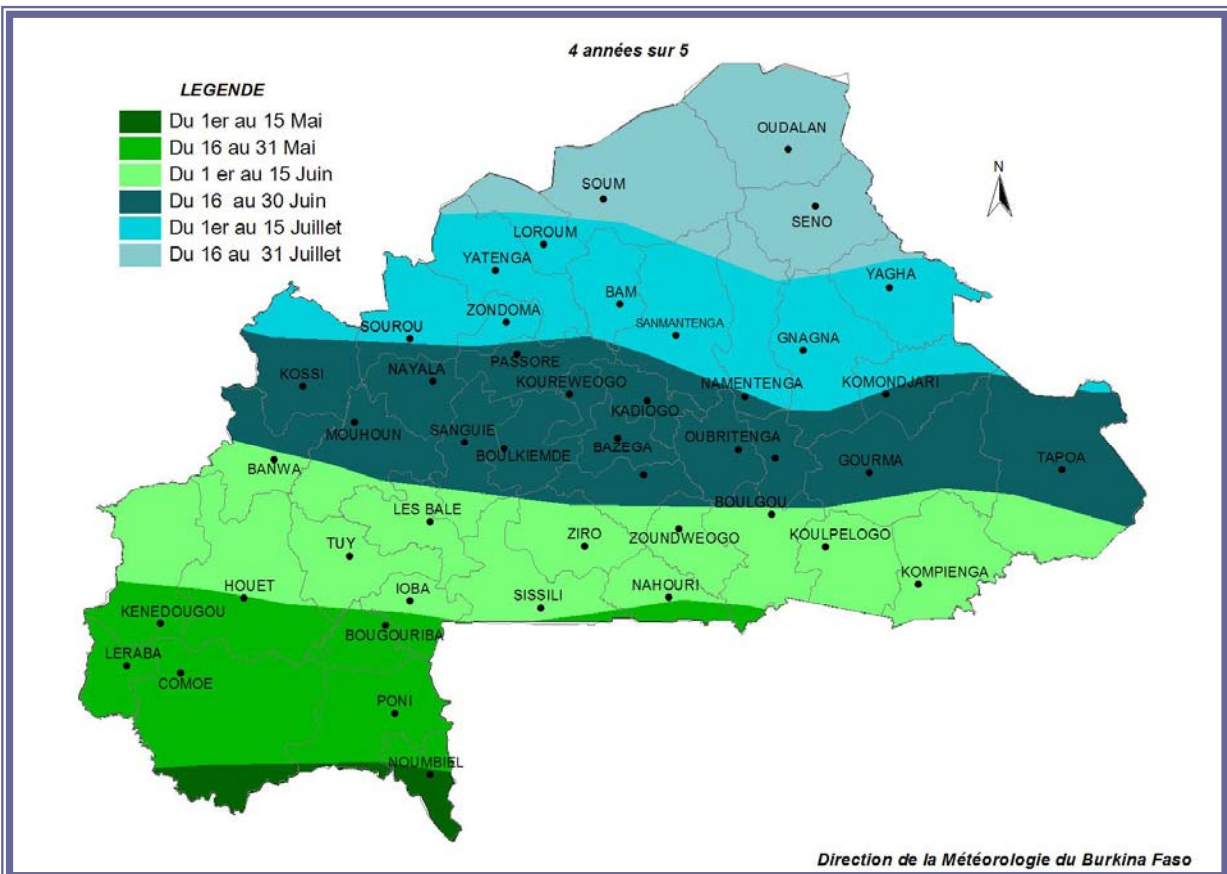 4 années sur 5
LEGENDE
Du 1er au 15 Mai
Du 16 au 31 Mai
Du 1 er au 15 Juin
Du 16 au 30 Juin
Du 1er au 15 Juillet
Du 16 au 31 Juillet
N
OUDALAN
SOUM
SENO
LOROUM
YATENGA
YAGHA
BAM
ZONDOMA
SANMANTENGA
SOUROU
GNAGNA
PASSORE
NAYALA
KOSSI
KOUREWEOGO
NAMENTENGA
KOMONDJARI
KADIOGO
MOUHOUN
SANGUIE
BAZEGA
OUBRITENGA
BOULKIEMDE
GOURMA
TAPOA
BANWA
BOULGOU
LES BALE
ZIRO
ZOUNDWEOGO
KOULPELOGO
TUY
KOMPIENGA
HOUET
IOBA
SISSILI
NAHOURI
KENEDOUGOU
BOUGOURIBA
LERABA
COMOE
PONI
NOUMBIEL
Direction de la Météorologie du Burkina Faso